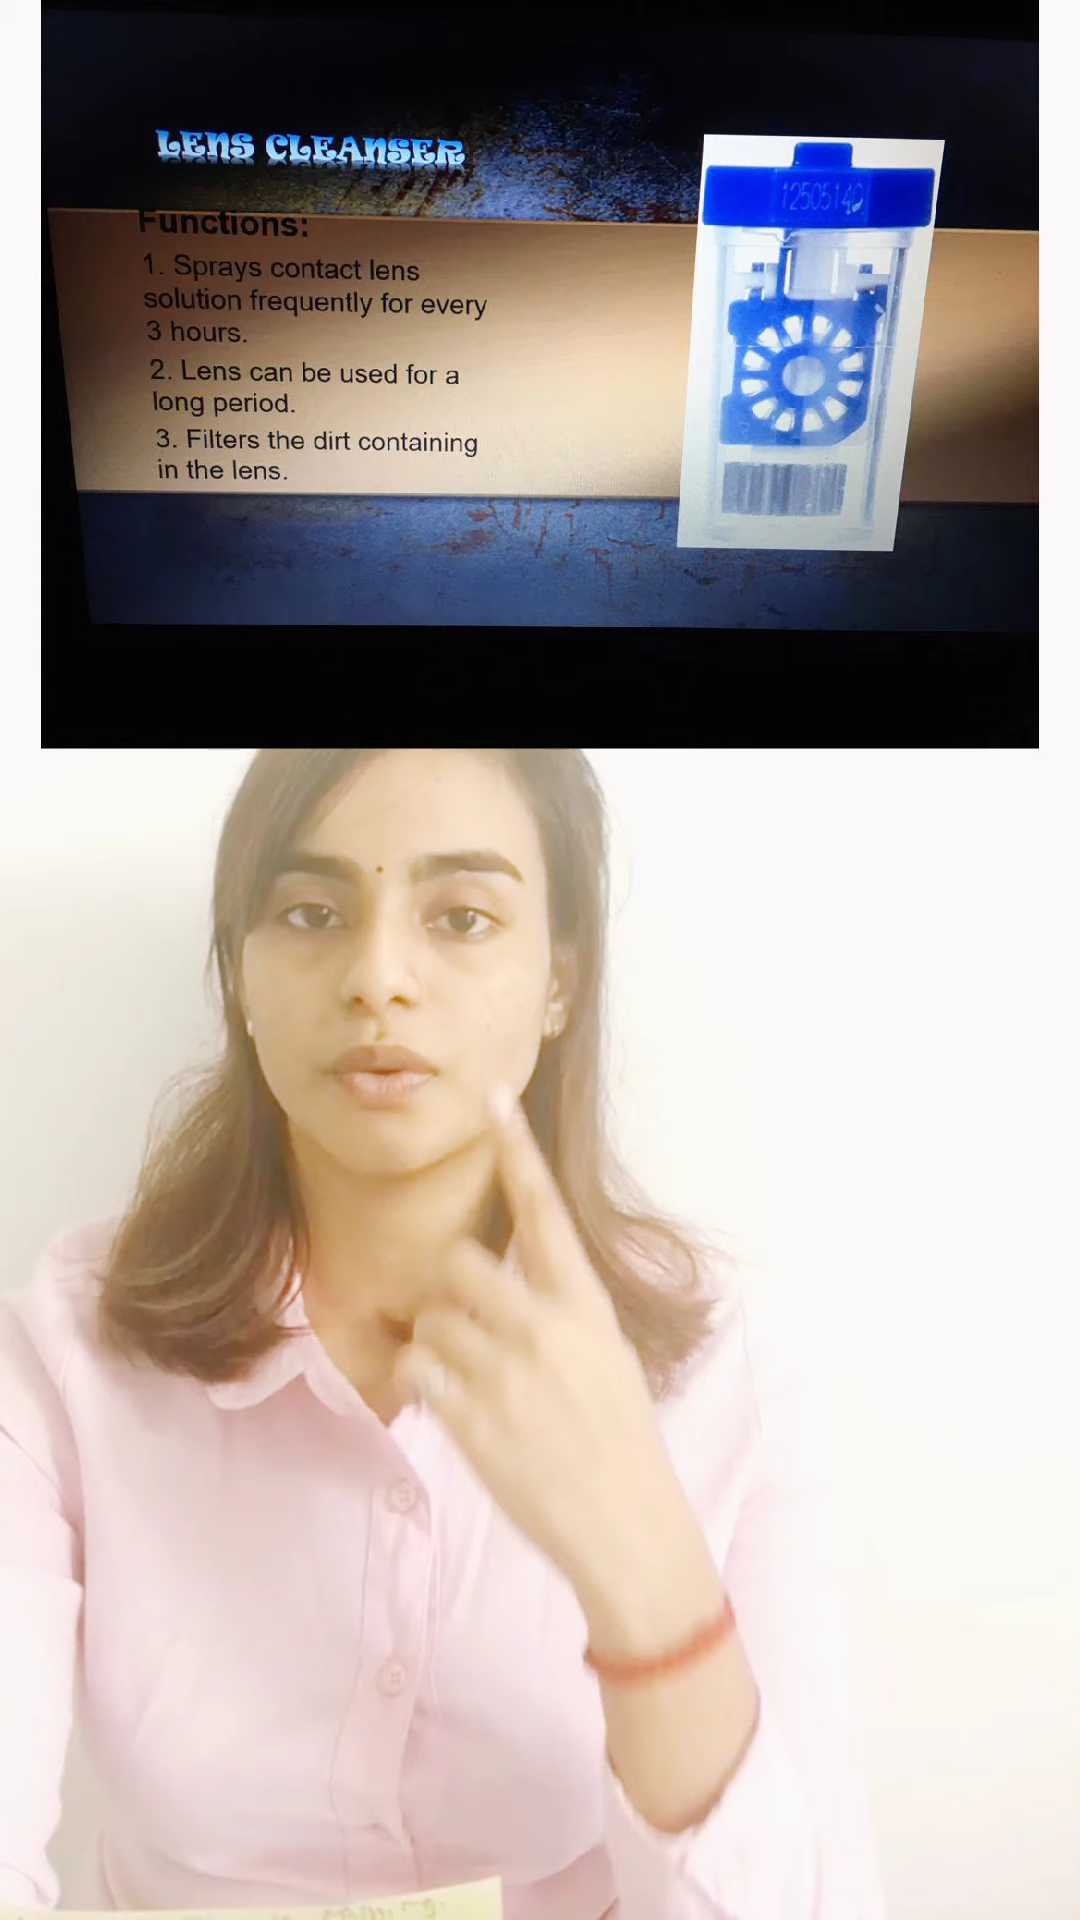 LENS CLEANSER
12505149
Functions:
1. Sprays contact lens
solution frequently for every
3 hours.
2. Lens can be used for a
long period.
3. Filters the dirt containing
in the lens.